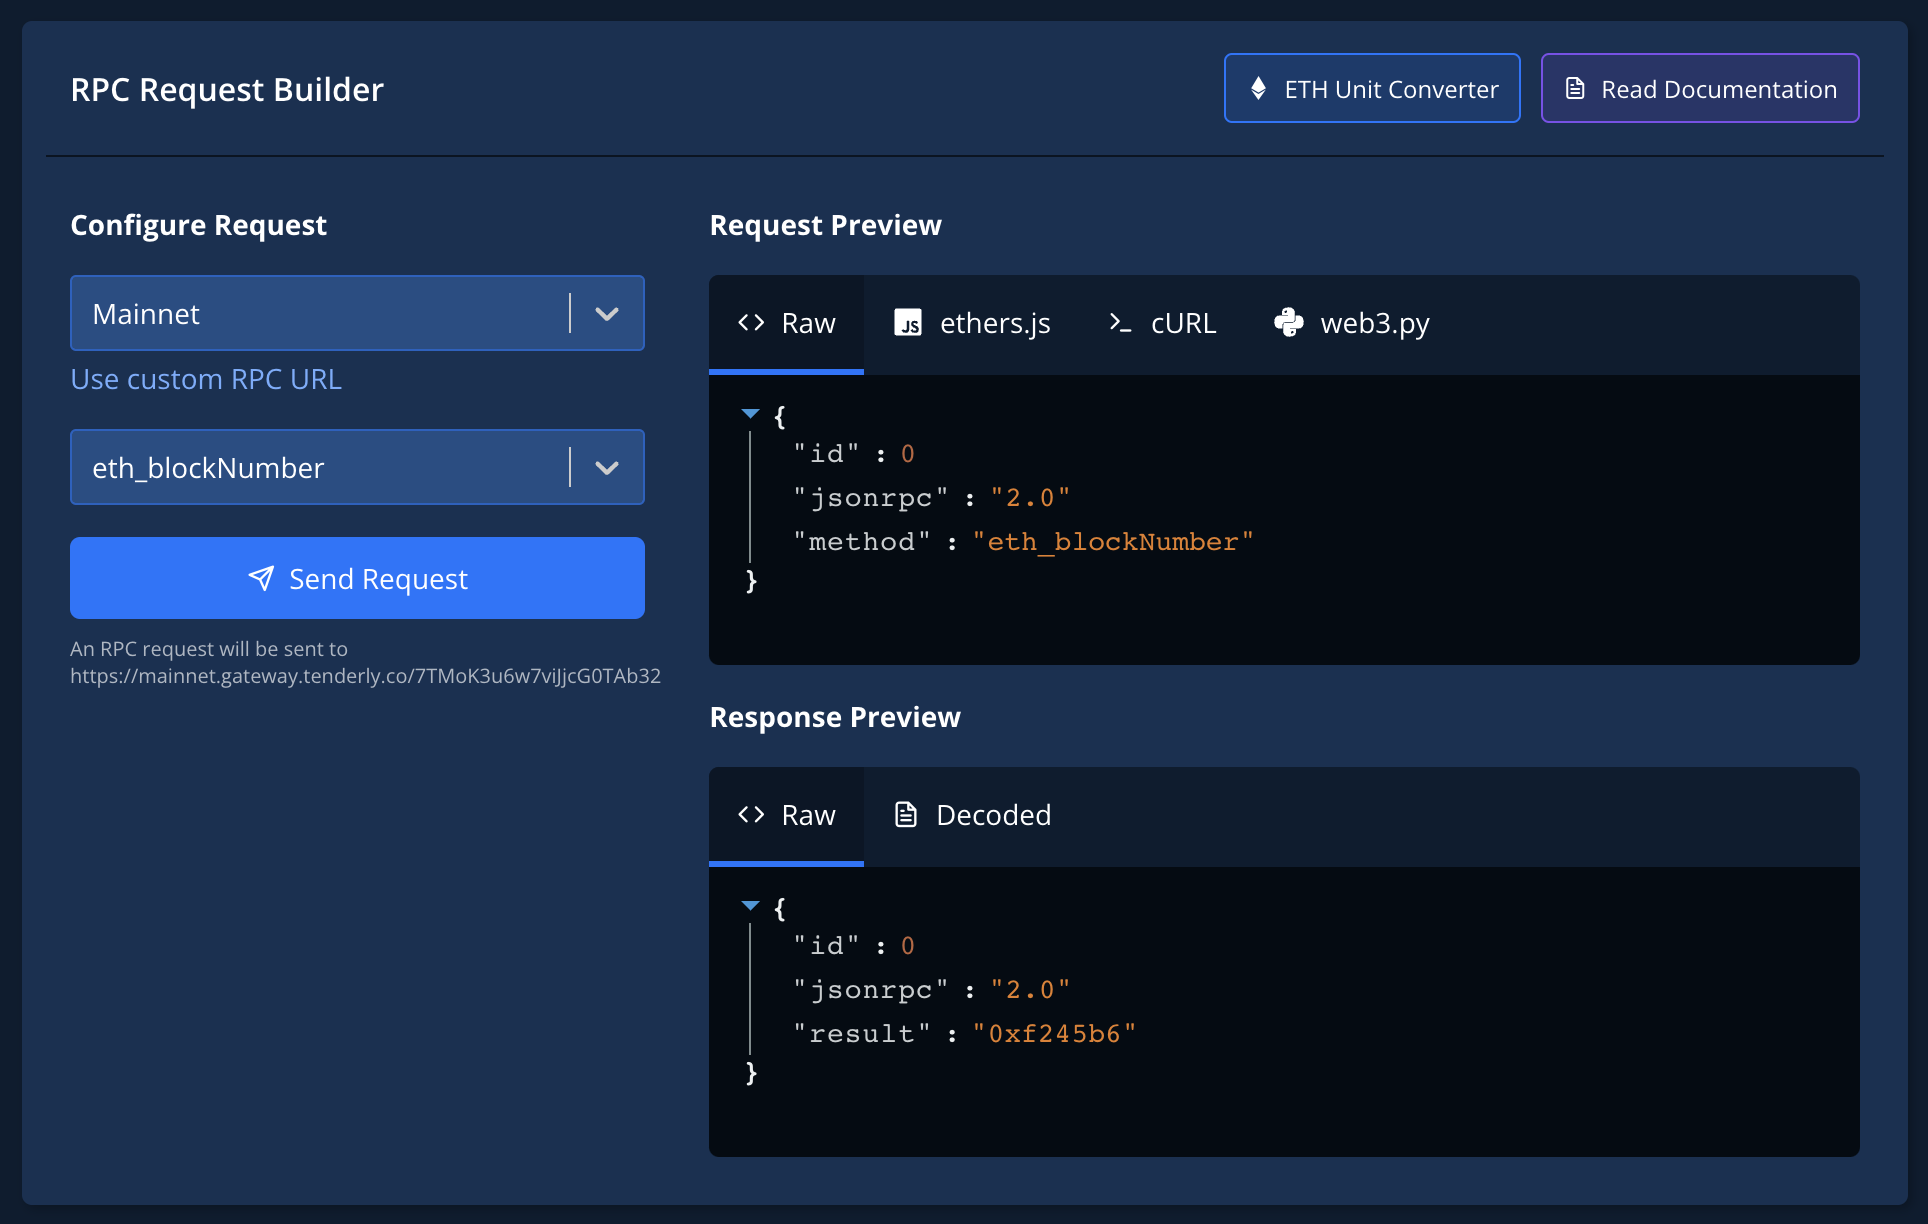 RPC Request Builder
ETH Unit Converter
Read Documentation
Configure Request
Mainnet
Use custom RPC URL
eth_blockNumber
Send Request
An RPC request will be sent to
https://mainnet.gateway.tenderly.co/7TMoK3u6w7viJjcG0TAb32
Request Preview
Raw
JS ethers.js
cURL
web3.py
{
"id" : 0
"jsonrpc" : "2.0"
"method" : "eth_blockNumber"
}
Response Preview
Raw
Decoded
{
"id" : 0
"jsonrpc" : "2.0"
"result" : "0xf245b6"
}